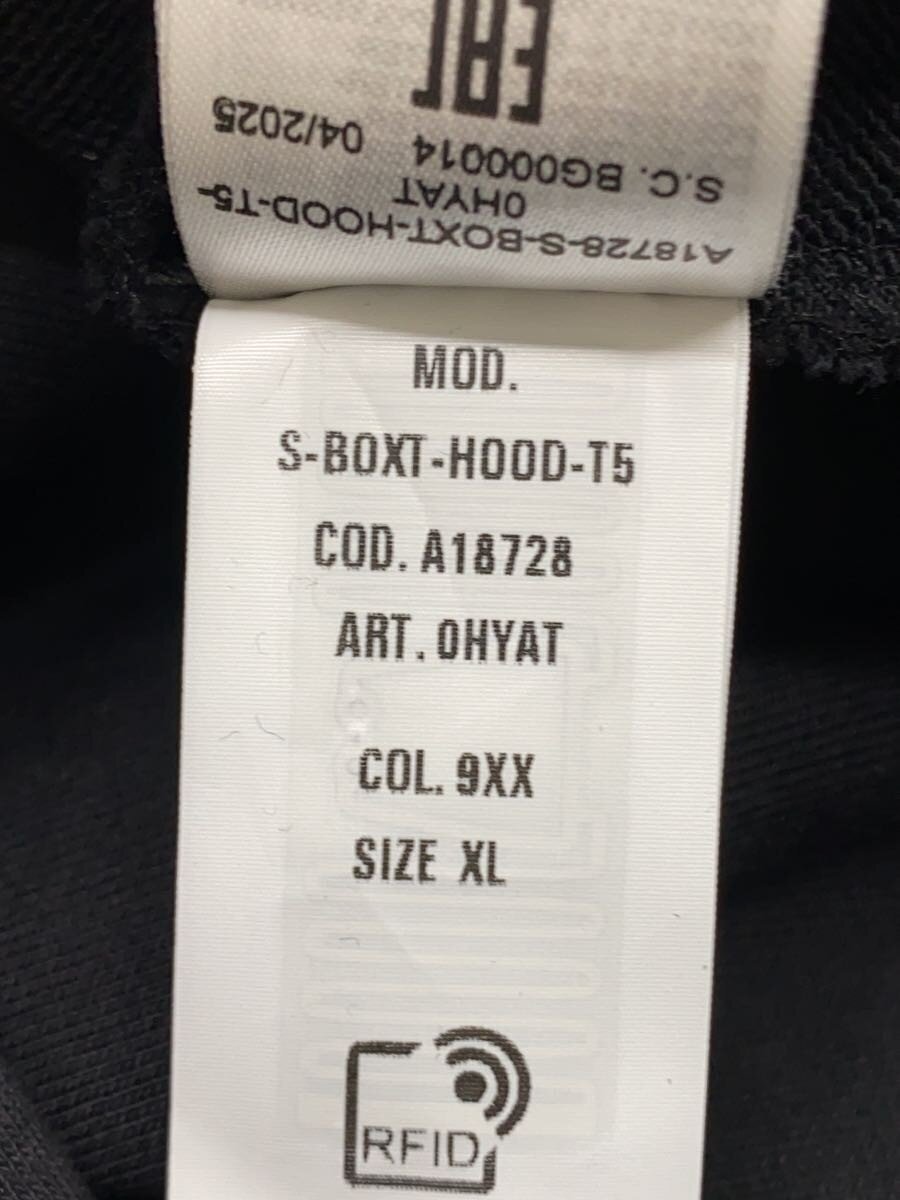 EAC
S.C. BG000014 04/2025
A18728-S-BOXT-HOOD-T5-
0HYAT
MOD.
S-BOXT-HOOD-T5
COD. A18728
ART. 0HYAT
COL. 9XX
SIZE XL
RFID